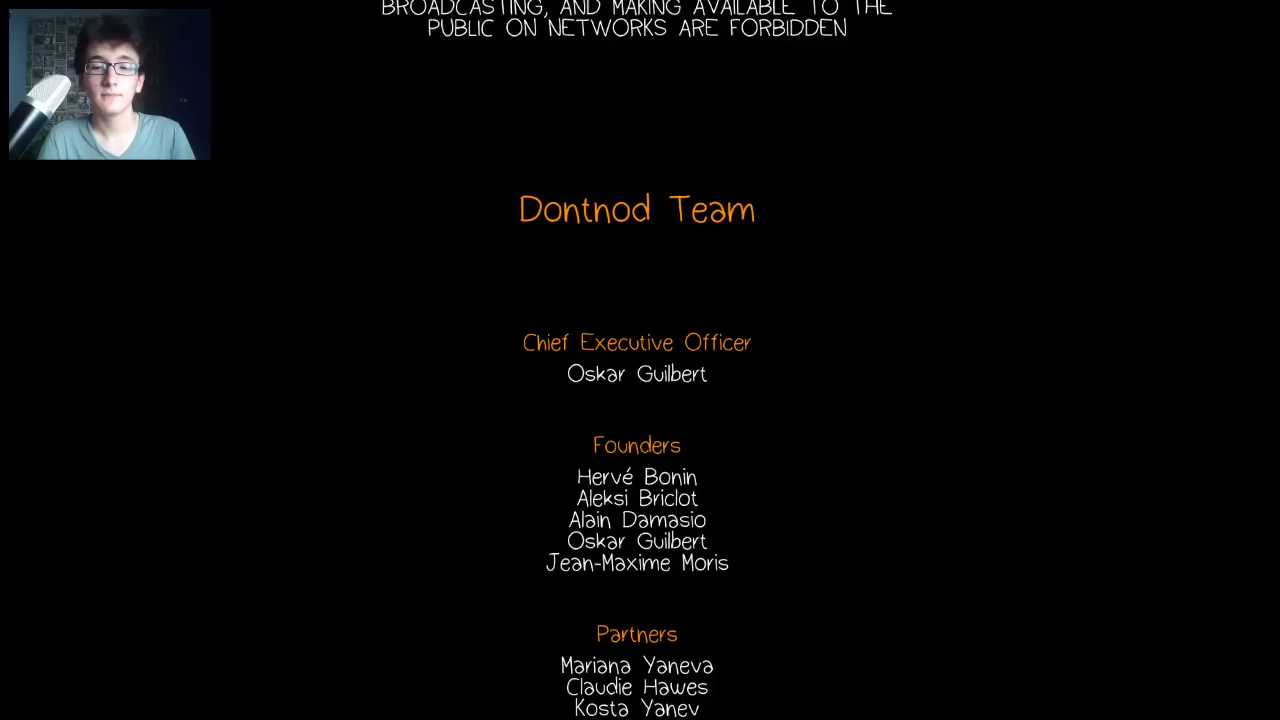 BROADCASTING, AND MAKING AVAILABLE TO THE
PUBLIC ON NETWORKS ARE FORBIDDEN
Dontnod Team
Chief Executive Officer
Oskar Guilbert
Founders
Hervé Bonin
Aleksi Briclot
Alain Damasio
Oskar Guilbert
Jean-Maxime Moris
Partners
Mariana Yaneva
Claudie Hawes
Kosta Yanev